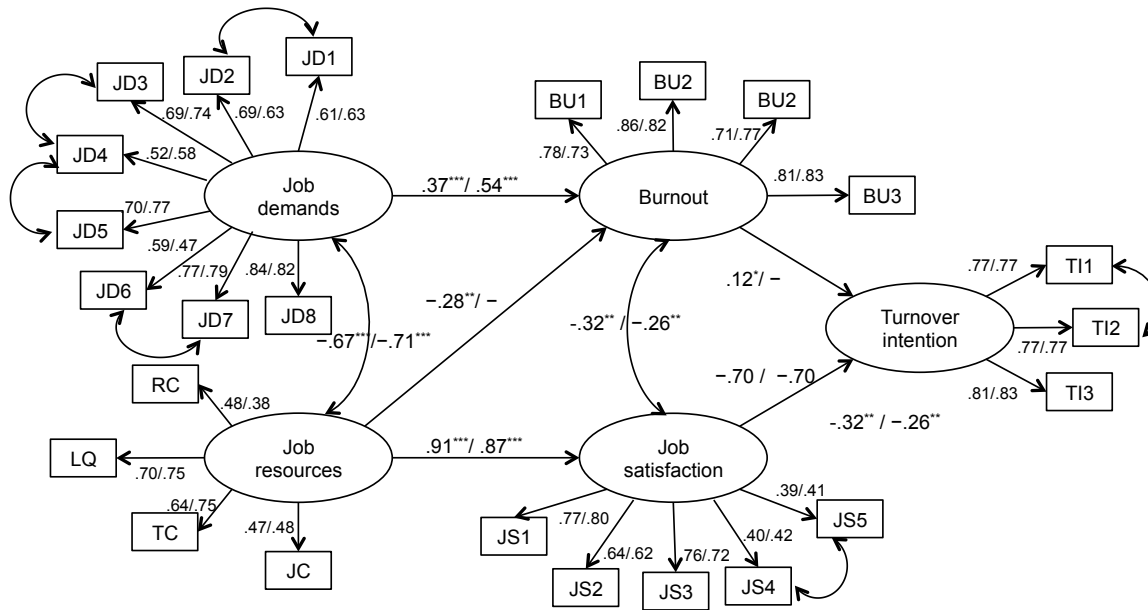 JD1
JD2
JD3
BU2
BU1
BU2
.69/.74
.69/.63
.61/.63
.86/.82
.71/.77
.78/.73
JD4
.52/.58
.81/.83
Job
demands
.37***/ .54***
Burnout
BU3
JD5
.70/.77
.59/.47
.77/.79
.84/.82
JD6
JD7
JD8
−.67***/−.71***
−.28**/ −
-.32** / −.26**
.12*/ −
.77/.77
TI1
Turnover
intention
TI2
.77/.77
RC
.48/.38
−.70 / −.70
.81/.83
TI3
-.32** / −.26**
LQ
.70/.75
Job
resources
.91***/ .87***
Job
satisfaction
TC
.64/.75
.47/.48
JC
.39/.41
JS5
JS1
.77/.80
.64/.62
.76/.72
.40/.42
JS2
JS3
JS4